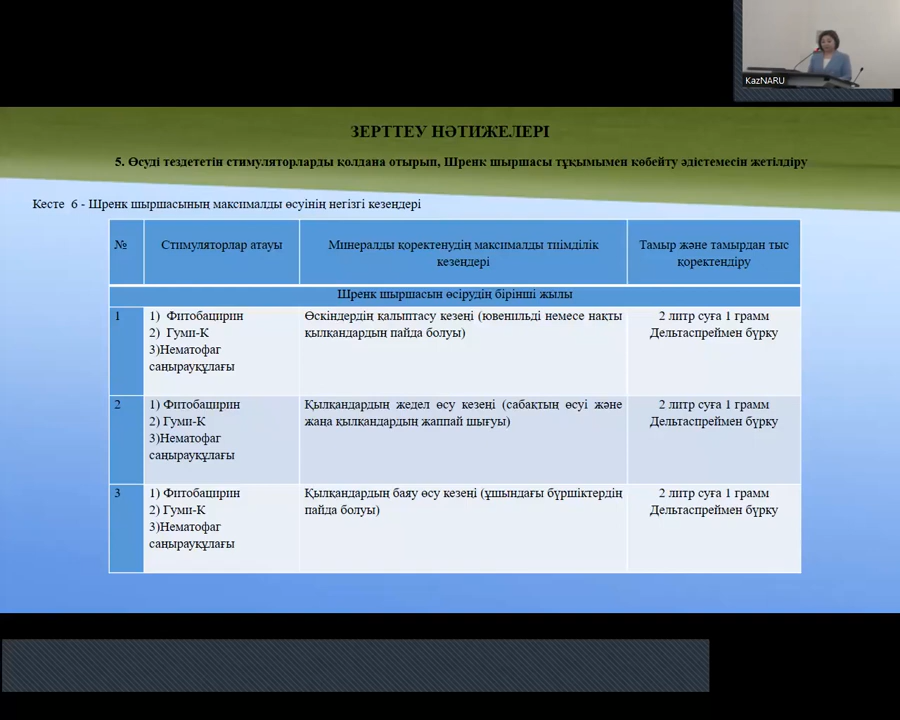 KazNARU
ЗЕРТТЕУ НӘТИЖЕЛЕРІ
5. Өсуді тездететін стимуляторларды қолдана отырып, Шренк шыршасы тұқымымен көбейту әдістемесін жетілдіру
Кесте 6 - Шренк шыршасының максималды өсуінің негізгі кезеңдері
№
Стимуляторлар атауы
Минералды қоректенудің максималды тиімділік
кезеңдері
Тамыр және тамырдан тыс
қоректендіру
Шренк шыршасын өсірудің бірінші жылы
1
1) Фитобацирин
2) Гуми-К
3)Нематофаг
саңырауқұлағы
Өскіндердің қалыптасу кезеңі (ювенильді немесе нақты
қылқандардың пайда болуы)
2 литр суға 1 грамм
Дельтаспреймен бүрку
2
1) Фитобацирин
2) Гуми-К
3)Нематофаг
саңырауқұлағы
Қылқандардың жедел өсу кезеңі (сабақтың өсуі және
жаңа қылқандардың жаппай шығуы)
2 литр суға 1 грамм
Дельтаспреймен бүрку
3
1) Фитобацирин
2) Гуми-К
3)Нематофаг
саңырауқұлағы
Қылқандардың баяу өсу кезеңі (ұшындағы бүршіктердің
пайда болуы)
2 литр суға 1 грамм
Дельтаспреймен бүрку